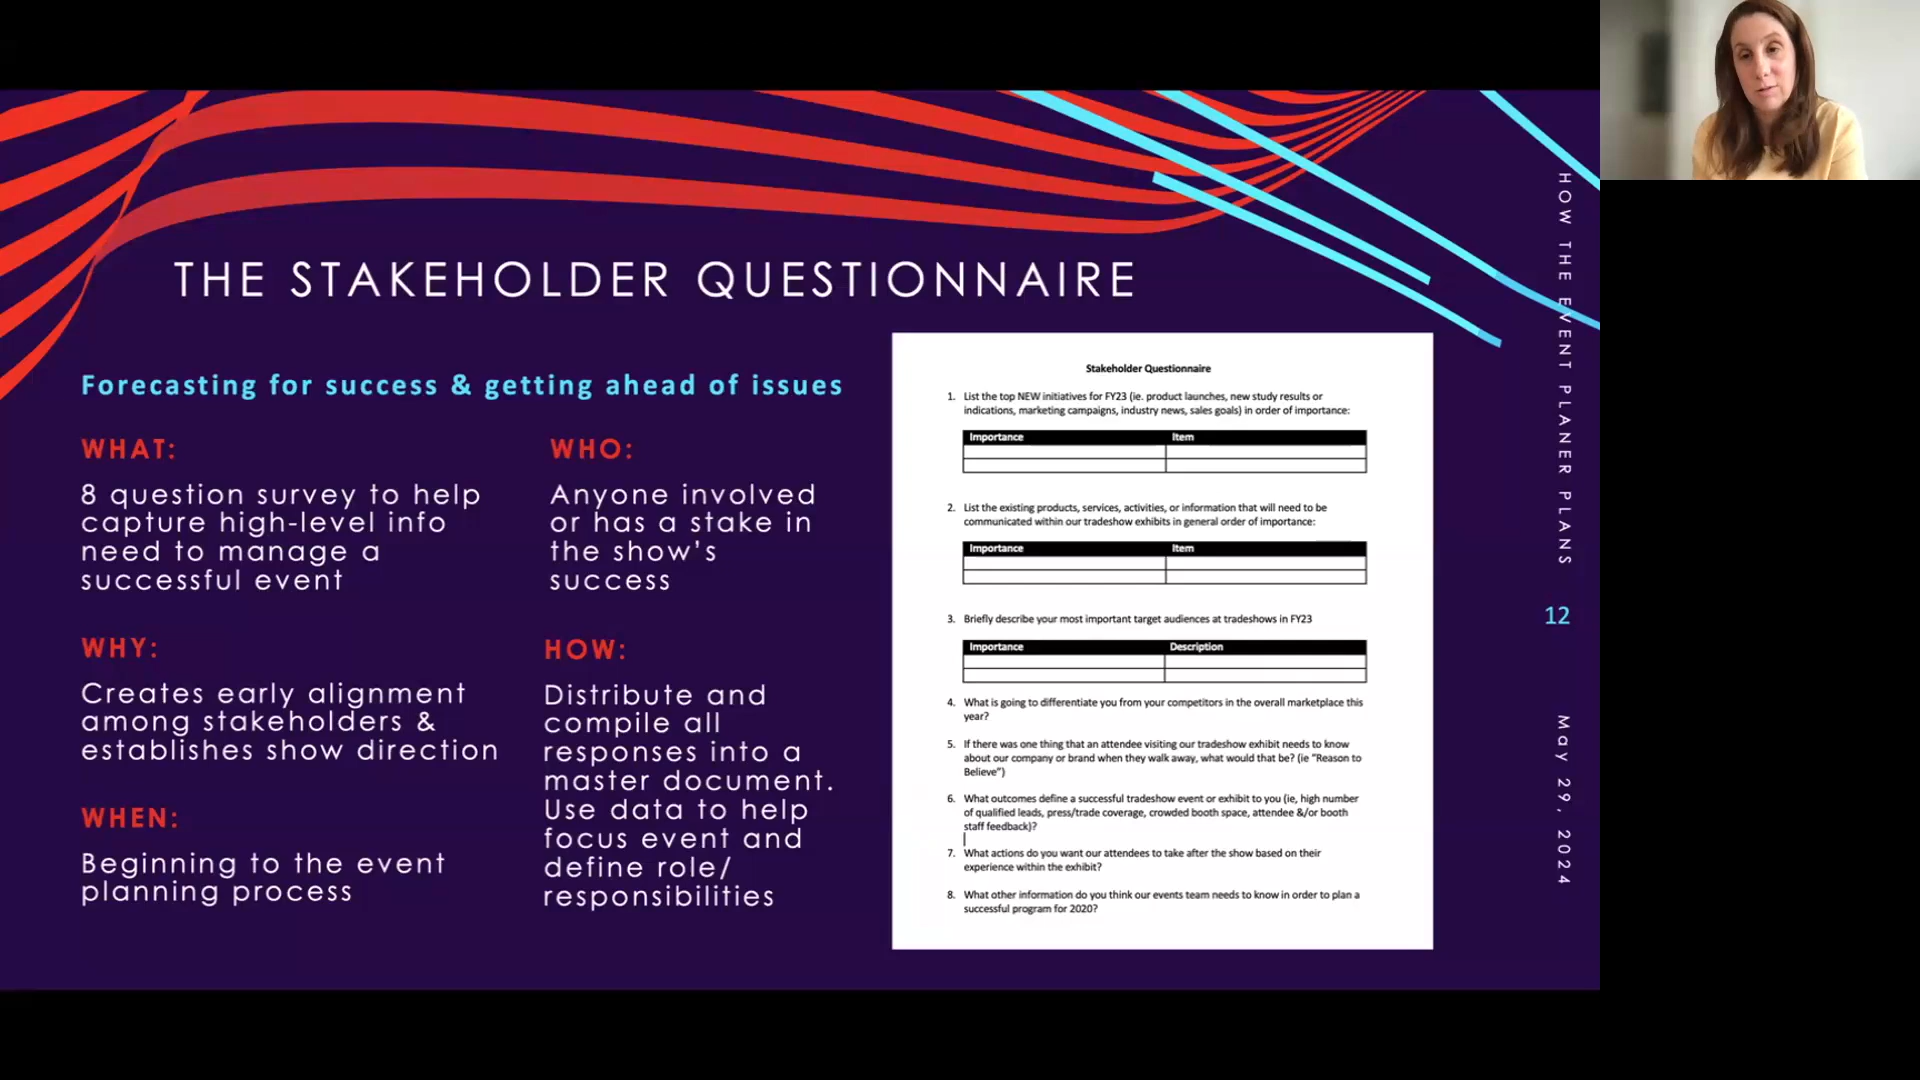 THE STAKEHOLDER QUESTIONNAIRE
Forecasting for success & getting ahead of issues
WHAT:
8 question survey to help
capture high-level info
need to manage a
successful event
WHY:
Creates early alignment
among stakeholders &
establishes show direction
WHEN:
Beginning to the event
planning process
WHO:
Anyone involved
or has a stake in
the show's
success
HOW:
Distribute and
compile all
responses into a
master document.
Use data to help
focus event and
define role/
responsibilities
Stakeholder Questionnaire
1. List the top NEW initiatives for FY23 (ie. product launches, new study results or
indications, marketing campaigns, industry news, sales goals) in order of importance:
Importance Item
2. List the existing products, services, activities, or information that will need to be
communicated within our tradeshow exhibits in general order of importance:
Importance Item
3. Briefly describe your most important target audiences at tradeshows in FY23
Importance Description
4. What is going to differentiate you from your competitors in the overall marketplace this
year?
5. If there was one thing that an attendee visiting our tradeshow exhibit needs to know
about our company or brand when they walk away, what would that be? (ie "Reason to
Believe")
6. What outcomes define a successful tradeshow event or exhibit to you (ie, high number
of qualified leads, press/trade coverage, crowded booth space, attendee &/or booth
staff feedback)?
7. What actions do you want our attendees to take after the show based on their
experience within the exhibit?
8. What other information do you think our events team needs to know in order to plan a
successful program for 2020?
HOW THE EVENT PLANER PLANS
12
May 29, 2024